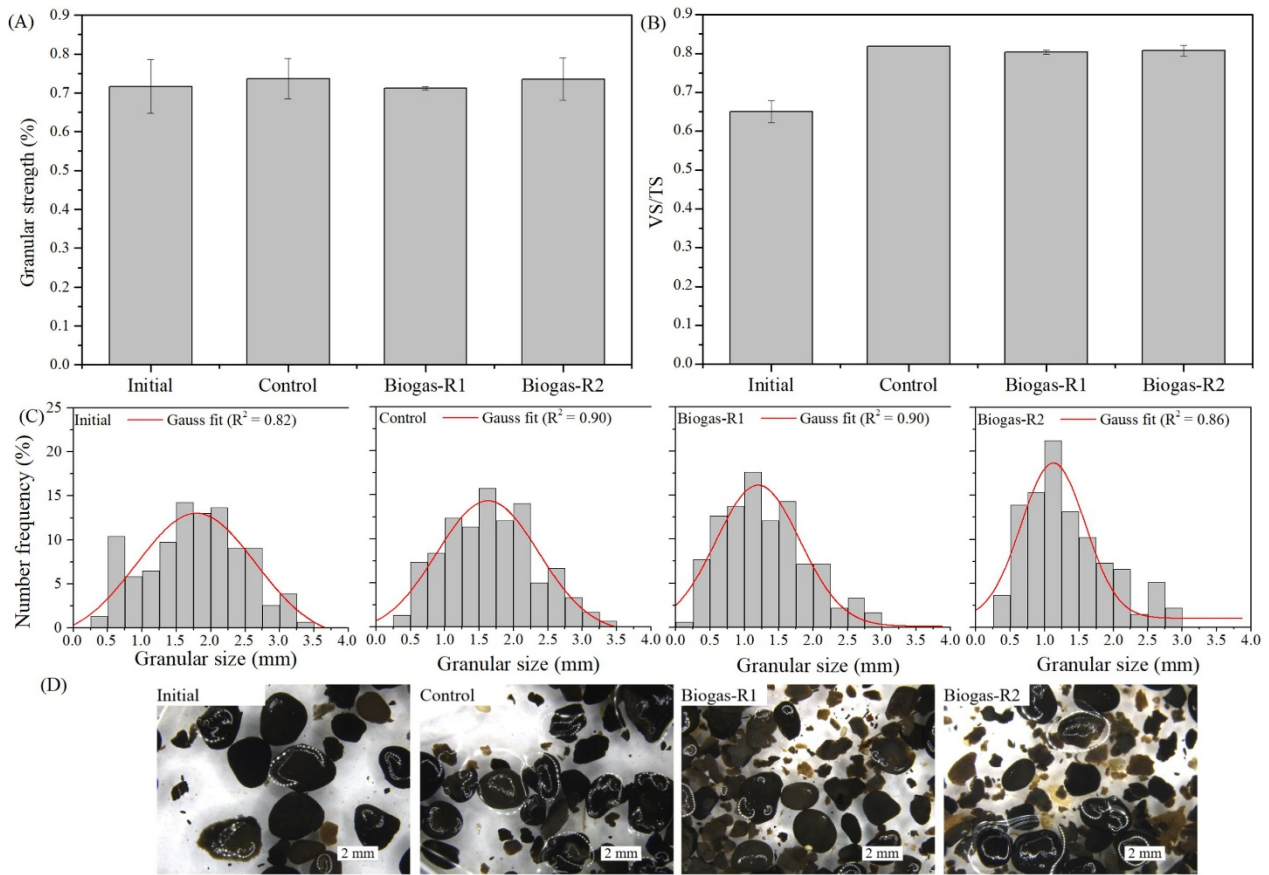 (A)
0.9
0.8
0.7
0.6
0.5
0.4
0.3
0.2
0.1
0.0
Granular strength (%)
Initial Control Biogas-R1 Biogas-R2
(B)
0.9
0.8
0.7
0.6
0.5
0.4
0.3
0.2
0.1
0.0
VS/TS
Initial Control Biogas-R1 Biogas-R2
(C)
25
20
15
10
5
0
Number frequency (%)
Initial Gauss fit (R² = 0.82)
0.0 0.5 1.0 1.5 2.0 2.5 3.0 3.5 4.0
Granular size (mm)
Control Gauss fit (R² = 0.90)
0.0 0.5 1.0 1.5 2.0 2.5 3.0 3.5 4.0
Granular size (mm)
Biogas-R1 Gauss fit (R² = 0.90)
0.0 0.5 1.0 1.5 2.0 2.5 3.0 3.5 4.0
Granular size (mm)
Biogas-R2 Gauss fit (R² = 0.86)
0.0 0.5 1.0 1.5 2.0 2.5 3.0 3.5 4.0
Granular size (mm)
(D)
Initial
2 mm
Control
2 mm
Biogas-R1
2 mm
Biogas-R2
2 mm